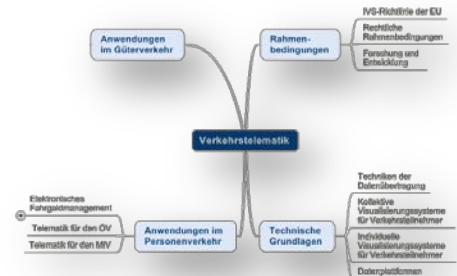 Anwendungen
im Güterverkehr
Rahmen-
bedingungen
IVS-Richtlinie der EU
Rechtliche
Rahmenbedingungen
Forschung und
Entwicklung
Verkehrstelematik
Elektronisches
Fahrgeldmanagement
Telematik für den ÖV
Telematik für den MIV
Anwendungen im
Personenverkehr
Technische
Grundlagen
Techniken der
Datenübertragung
Kollektive
Visualisierungssysteme
für Verkehrsteilnehmer
Individuelle
Visualisierungssysteme
für Verkehrsteilnehmer
Datenplattformen